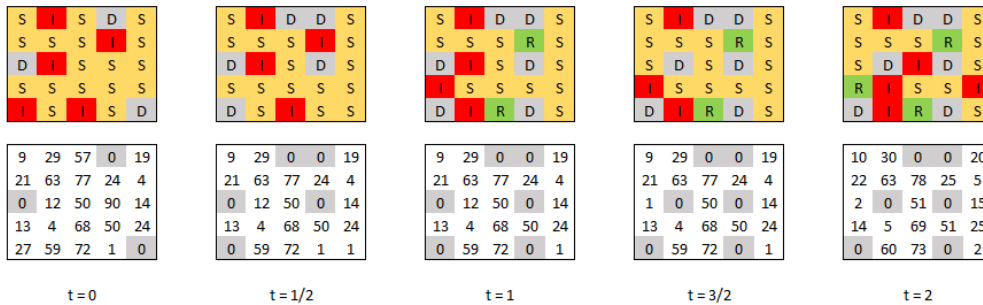 S I S D S S I D D S S I D D S S I D D S S I D D S
S S S I S S S S I S S S S R S S S S R S S S S R S
D I S S S D I S D S D I S D S S D S D S S D I D S
S S S S S S S S S S I S S S S I S S S S R I S S I
I S I S D D S I S S D I R D S D I R D S D I R D S
9 29 57 0 19 9 29 0 0 19 9 29 0 0 19 9 29 0 0 19 10 30 0 0 20
21 63 77 24 4 21 63 77 24 4 21 63 77 24 4 21 63 77 24 4 22 63 78 25 5
0 12 50 90 14 0 12 50 0 14 0 12 50 0 14 1 0 50 0 14 2 0 51 0 15
13 4 68 50 24 13 4 68 50 24 13 4 68 50 24 13 4 68 50 24 14 5 69 51 25
27 59 72 1 0 0 59 72 1 1 0 59 72 0 1 0 59 72 0 1 0 60 73 0 2
t = 0 t = 1/2 t = 1 t = 3/2 t = 2